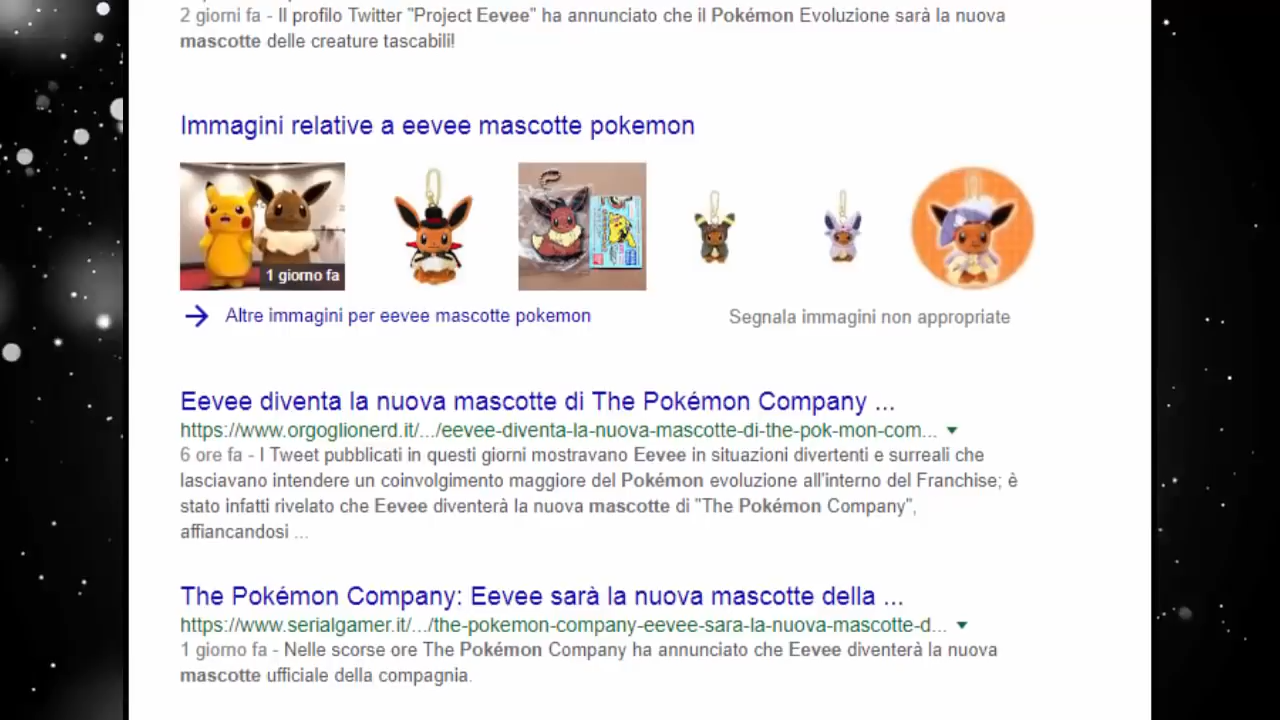 2 giorni fa - Il profilo Twitter "Project Eevee" ha annunciato che il Pokémon Evoluzione sarà la nuova
mascotte delle creature tascabili!
Immagini relative a eevee mascotte pokemon
1 giorno fa
Altre immagini per eevee mascotte pokemon
Segnala immagini non appropriate
Eevee diventa la nuova mascotte di The Pokémon Company ...
https://www.orgoglionerd.it/.../eevee-diventa-la-nuova-mascotte-di-the-pok-mon-com...
6 ore fa - I Tweet pubblicati in questi giorni mostravano Eevee in situazioni divertenti e surreali che
lasciavano intendere un coinvolgimento maggiore del Pokémon evoluzione all'interno del Franchise; è
stato infatti rivelato che Eevee diventerà la nuova mascotte di "The Pokémon Company",
affiancandosi ...
The Pokémon Company: Eevee sarà la nuova mascotte della ...
https://www.serialgamer.it/.../the-pokemon-company-eevee-sara-la-nuova-mascotte-d...
1 giorno fa - Nelle scorse ore The Pokémon Company ha annunciato che Eevee diventerà la nuova
mascotte ufficiale della compagnia.